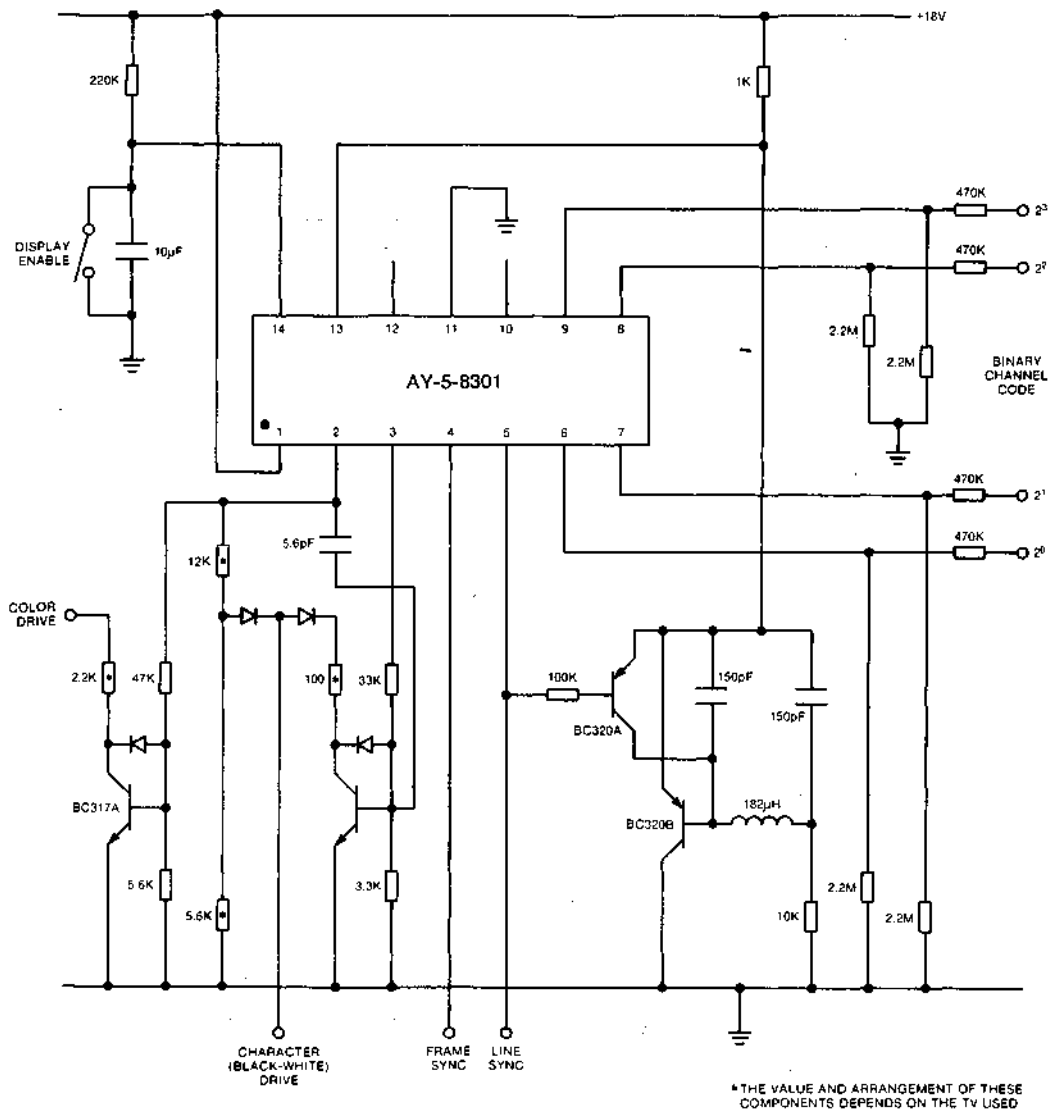 +18V
220K
1K
470K
2³
DISPLAY
ENABLE
10µF
470K
2²
14 13 12 11 10 9 8
2.2M
2.2M
BINARY
CHANNEL
CODE
AY-5-8301
1 2 3 4 5 6 7
470K
2¹
5.6pF
12K *
470K
2⁰
COLOR
DRIVE
2.2K *
47K
100 *
33K
100K
150pF
150pF
BC320A
BC317A
182µH
BC320B
5.6K
5.6K *
3.3K
10K
2.2M
2.2M
CHARACTER
(BLACK-WHITE)
DRIVE
FRAME
SYNC
LINE
SYNC
*THE VALUE AND ARRANGEMENT OF THESE
COMPONENTS DEPENDS ON THE TV USED